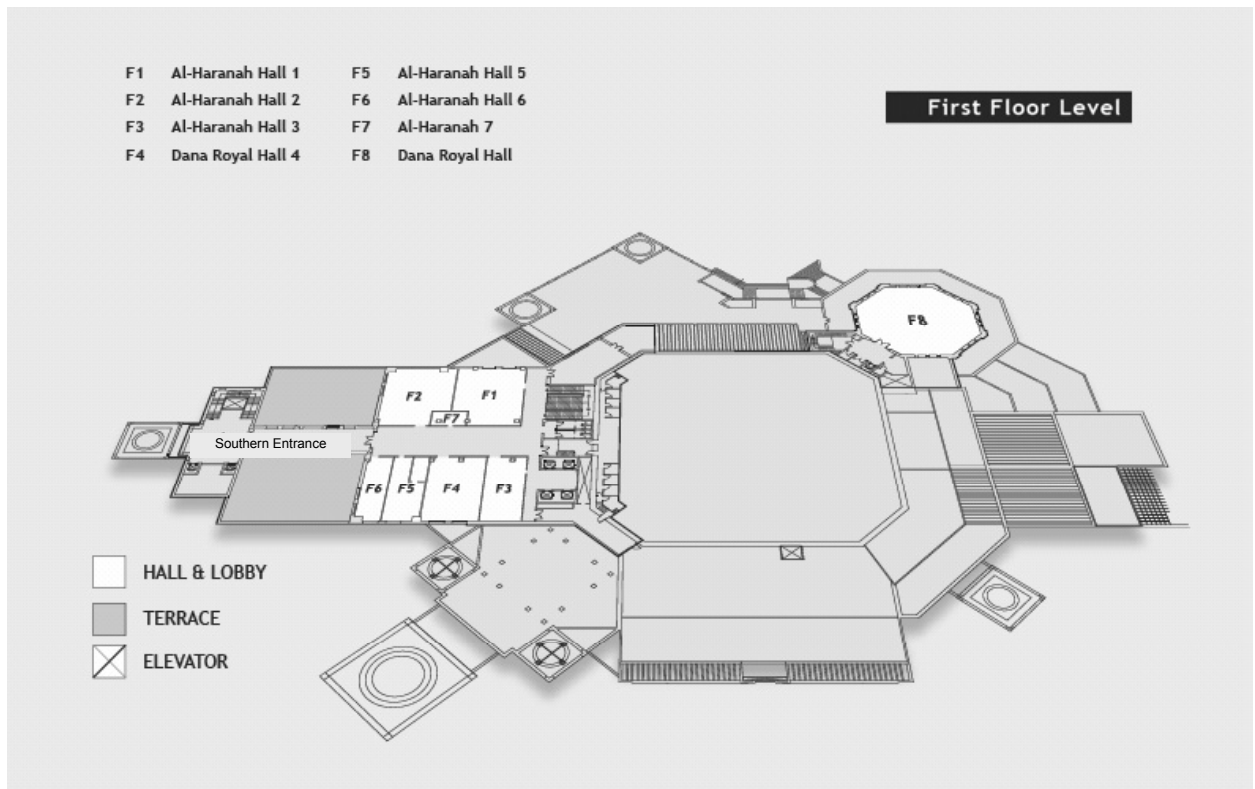 F1 Al-Haranah Hall 1 F5 Al-Haranah Hall 5
F2 Al-Haranah Hall 2 F6 Al-Haranah Hall 6
F3 Al-Haranah Hall 3 F7 Al-Haranah 7
F4 Dana Royal Hall 4 F8 Dana Royal Hall
First Floor Level
F8
F2 F1
F7
Southern Entrance
F6 F5 F4 F3
HALL & LOBBY
TERRACE
ELEVATOR